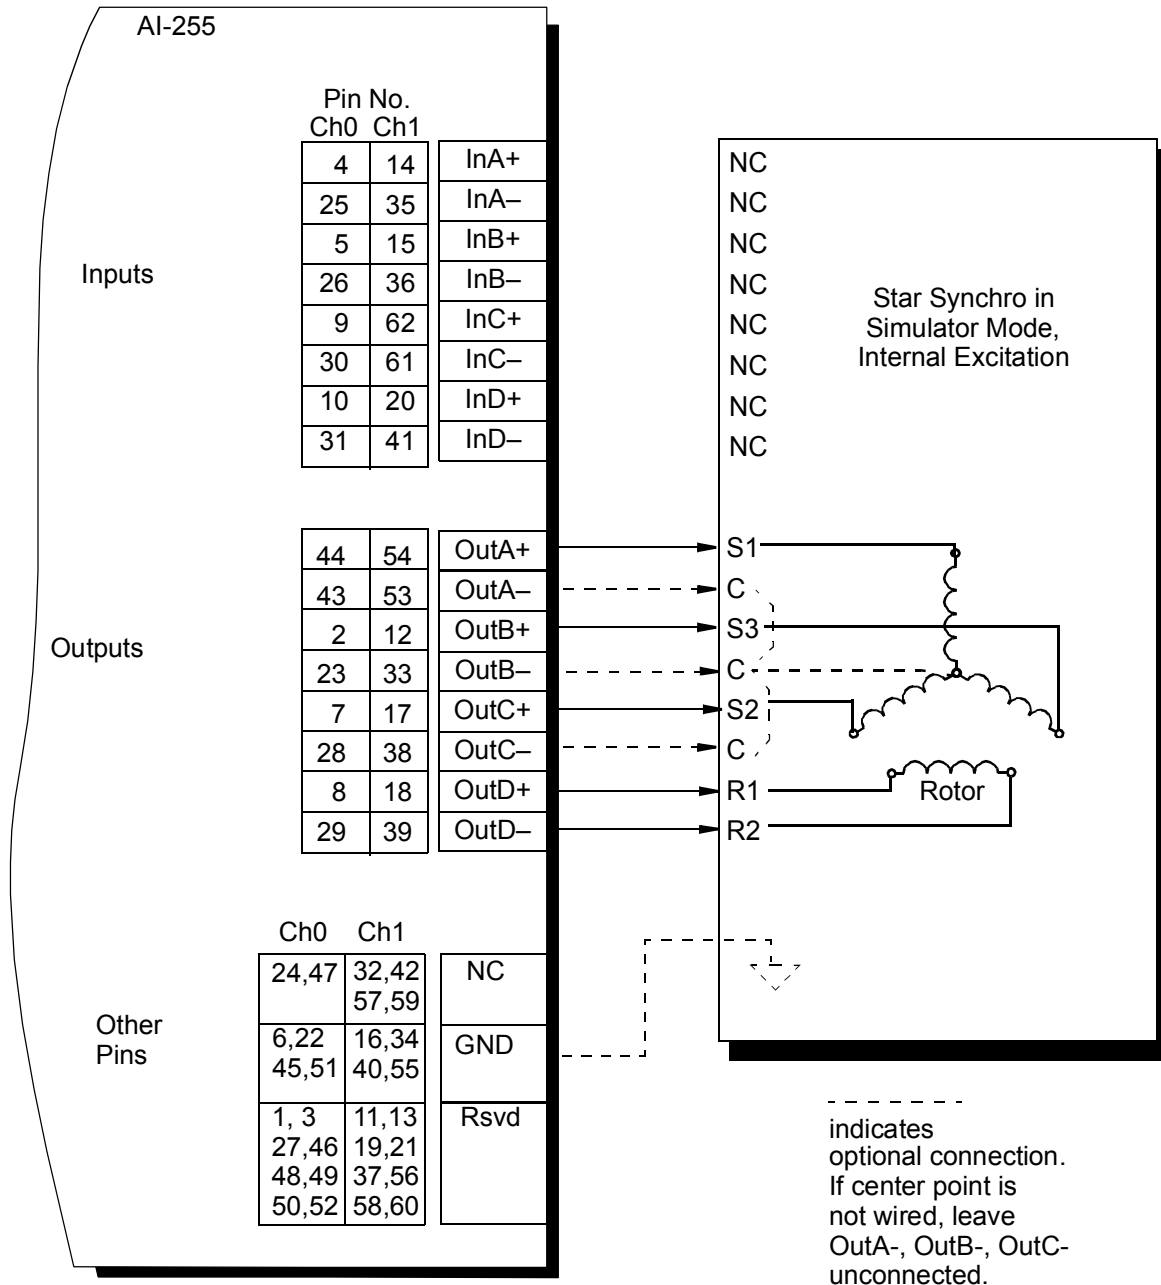 AI-255
Pin No.
Ch0 Ch1
4 14 InA+
25 35 InA–
5 15 InB+
26 36 InB–
9 62 InC+
30 61 InC–
10 20 InD+
31 41 InD–
Inputs
NC
NC
NC
NC
NC
NC
NC
NC
Star Synchro in
Simulator Mode,
Internal Excitation
Outputs
44 54 OutA+ S1
43 53 OutA– C
2 12 OutB+ S3
23 33 OutB– C
7 17 OutC+ S2
28 38 OutC– C
8 18 OutD+ R1
29 39 OutD– R2
Rotor
Other
Pins
Ch0 Ch1
24,47 32,42 NC
57,59
6,22 16,34 GND
45,51 40,55
1, 3 11,13 Rsvd
27,46 19,21
48,49 37,56
50,52 58,60
indicates
optional connection.
If center point is
not wired, leave
OutA-, OutB-, OutC-
unconnected.